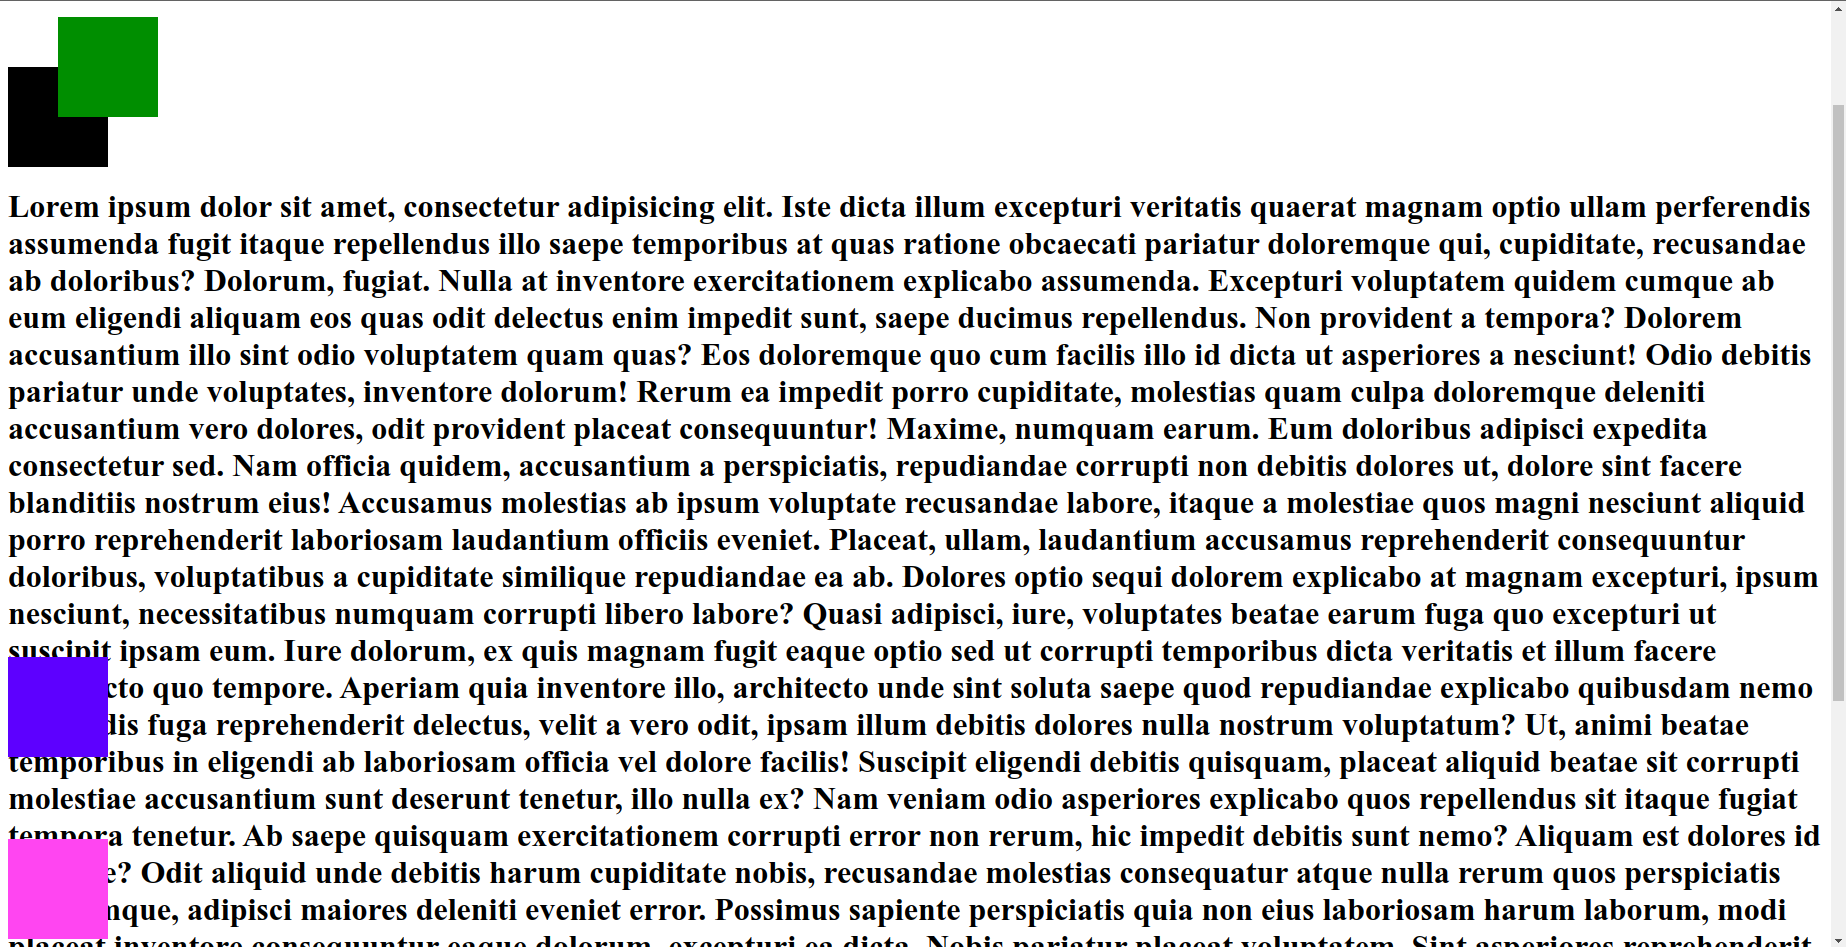 Lorem ipsum dolor sit amet, consectetur adipisicing elit. Iste dicta illum excepturi veritatis quaerat magnam optio ullam perferendis
assumenda fugit itaque repellendus illo saepe temporibus at quas ratione obcaecati pariatur doloremque qui, cupiditate, recusandae
ab doloribus? Dolorum, fugiat. Nulla at inventore exercitationem explicabo assumenda. Excepturi voluptatem quidem cumque ab
eum eligendi aliquam eos quas odit delectus enim impedit sunt, saepe ducimus repellendus. Non provident a tempora? Dolorem
accusantium illo sint odio voluptatem quam quas? Eos doloremque quo cum facilis illo id dicta ut asperiores a nesciunt! Odio debitis
pariatur unde voluptates, inventore dolorum! Rerum ea impedit porro cupiditate, molestias quam culpa doloremque deleniti
accusantium vero dolores, odit provident placeat consequuntur! Maxime, numquam earum. Eum doloribus adipisci expedita
consectetur sed. Nam officia quidem, accusantium a perspiciatis, repudiandae corrupti non debitis dolores ut, dolore sint facere
blanditiis nostrum eius! Accusamus molestias ab ipsum voluptate recusandae labore, itaque a molestiae quos magni nesciunt aliquid
porro reprehenderit laboriosam laudantium officiis eveniet. Placeat, ullam, laudantium accusamus reprehenderit consequuntur
doloribus, voluptatibus a cupiditate similique repudiandae ea ab. Dolores optio sequi dolorem explicabo at magnam excepturi, ipsum
nesciunt, necessitatibus numquam corrupti libero labore? Quasi adipisci, iure, voluptates beatae earum fuga quo excepturi ut
suscipit ipsam eum. Iure dolorum, ex quis magnam fugit eaque optio sed ut corrupti temporibus dicta veritatis et illum facere
quo tempore. Aperiam quia inventore illo, architecto unde sint soluta saepe quod repudiandae explicabo quibusdam nemo
fuga reprehenderit delectus, velit a vero odit, ipsam illum debitis dolores nulla nostrum voluptatum? Ut, animi beatae
temporibus in eligendi ab laboriosam officia vel dolore facilis! Suscipit eligendi debitis quisquam, placeat aliquid beatae sit corrupti
molestiae accusantium sunt deserunt tenetur, illo nulla ex? Nam veniam odio asperiores explicabo quos repellendus sit itaque fugiat
tempora tenetur. Ab saepe quisquam exercitationem corrupti error non rerum, hic impedit debitis sunt nemo? Aliquam est dolores id
Odit aliquid unde debitis harum cupiditate nobis, recusandae molestias consequatur atque nulla rerum quos perspiciatis
adipisci maiores deleniti eveniet error. Possimus sapiente perspiciatis quia non eius laboriosam harum laborum, modi
placeat inventore consequuntur eaque dolorum, excepturi ea dicta. Nobis pariatur placeat voluptatem. Sint asperiores reprehenderit